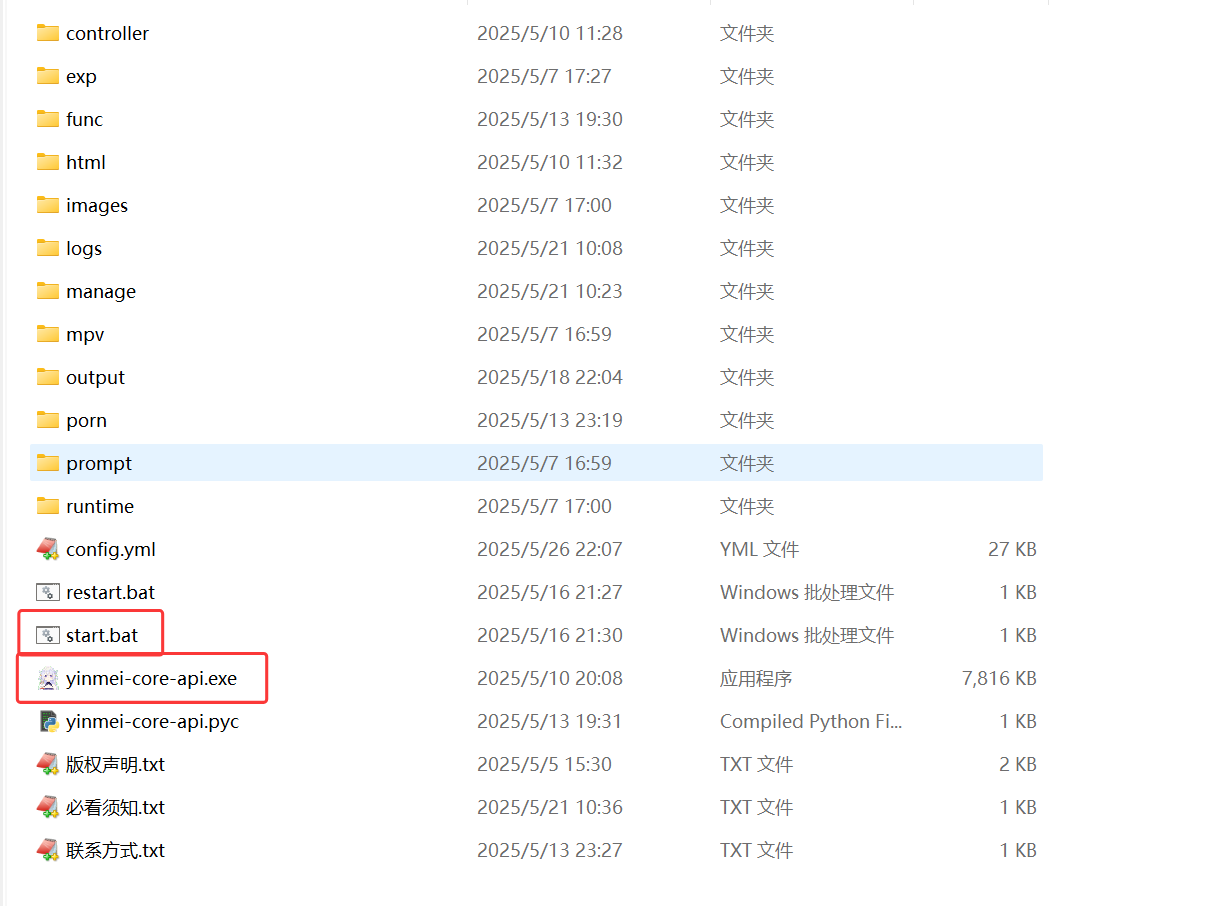 controller 2025/5/10 11:28 文件夹
exp 2025/5/7 17:27 文件夹
func 2025/5/13 19:30 文件夹
html 2025/5/10 11:32 文件夹
images 2025/5/7 17:00 文件夹
logs 2025/5/21 10:08 文件夹
manage 2025/5/21 10:23 文件夹
mpv 2025/5/7 16:59 文件夹
output 2025/5/18 22:04 文件夹
porn 2025/5/13 23:19 文件夹
prompt 2025/5/7 16:59 文件夹
runtime 2025/5/7 17:00 文件夹
config.yml 2025/5/26 22:07 YML 文件 27 KB
restart.bat 2025/5/16 21:27 Windows 批处理文件 1 KB
start.bat 2025/5/16 21:30 Windows 批处理文件 1 KB
yinmei-core-api.exe 2025/5/10 20:08 应用程序 7,816 KB
yinmei-core-api.pyc 2025/5/13 19:31 Compiled Python Fi... 1 KB
版权声明.txt 2025/5/5 15:30 TXT 文件 2 KB
必看须知.txt 2025/5/21 10:36 TXT 文件 1 KB
联系方式.txt 2025/5/13 23:27 TXT 文件 1 KB